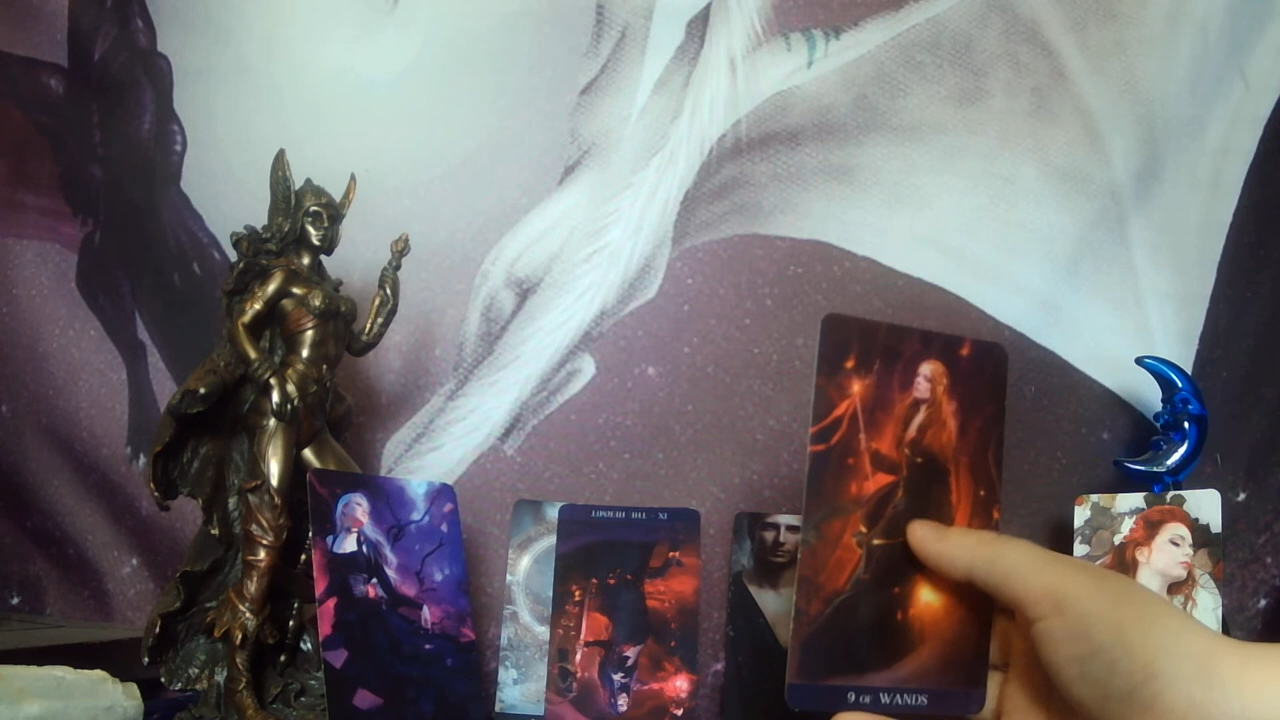 IX - THE HERMIT
9 OF WANDS